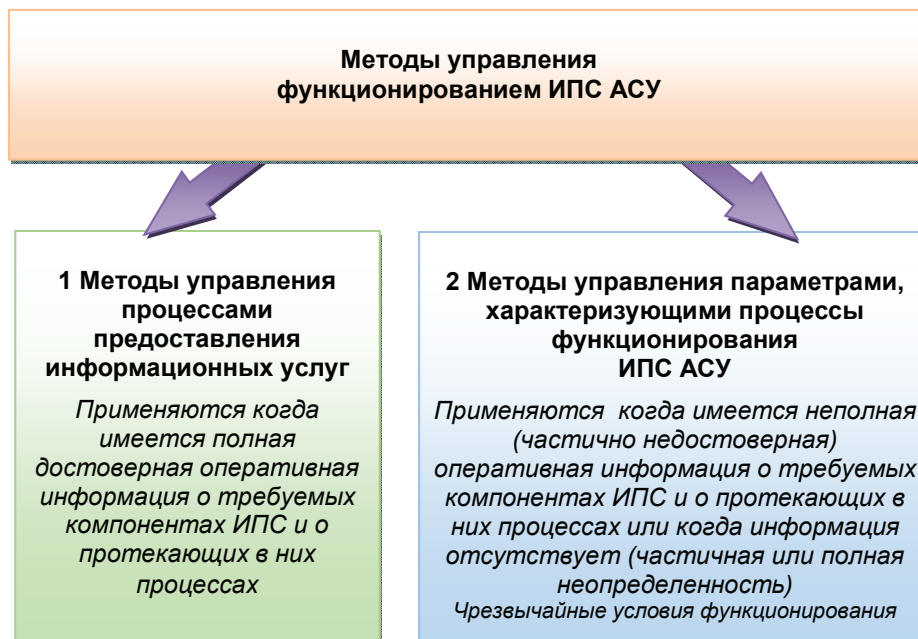 Методы управления
функционированием ИПС АСУ
1 Методы управления
процессами
предоставления
информационных услуг
Применяются когда
имеется полная
достоверная оперативная
информация о требуемых
компонентах ИПС и о
протекающих в них
процессах
2 Методы управления параметрами,
характеризующими процессы
функционирования
ИПС АСУ
Применяются когда имеется неполная
(частично недостоверная)
оперативная информация о требуемых
компонентах ИПС и о протекающих в
них процессах или когда информация
отсутствует (частичная или полная
неопределенность)
Чрезвычайные условия функционирования